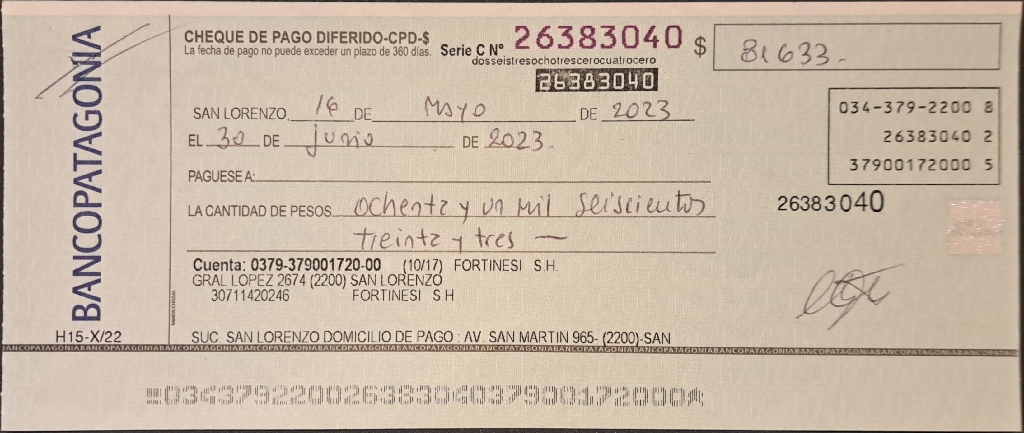 BANCOPATAGONIA
CHEQUE DE PAGO DIFERIDO-CPD-$
La fecha de pago no puede exceder un plazo de 360 días.
Serie C Nº 26383040 $ 81633.-
dosseistresochotrescerocuatrocero
26383040
SAN LORENZO, 16 DE Mayo DE 2023
EL 30 DE junio DE 2023.
034-379-2200 8
26383040 2
37900172000 5
PAGUESE A:
LA CANTIDAD DE PESOS ochenta y un mil seiscientos
treinta y tres —
26383040
Cuenta: 0379-379001720-00 (10/17) FORTINESI S.H.
GRAL LOPEZ 2674 (2200) SAN LORENZO
30711420246 FORTINESI S H
H15-X/22
SUC SAN LORENZO DOMICILIO DE PAGO : AV. SAN MARTIN 965- (2200)-SAN
BANCOPATAGONIABANCOPATAGONIABANCOPATAGONIABANCOPATAGONIABANCOPATAGONIABANCOPATAGONIA
03437922002638304037900172000